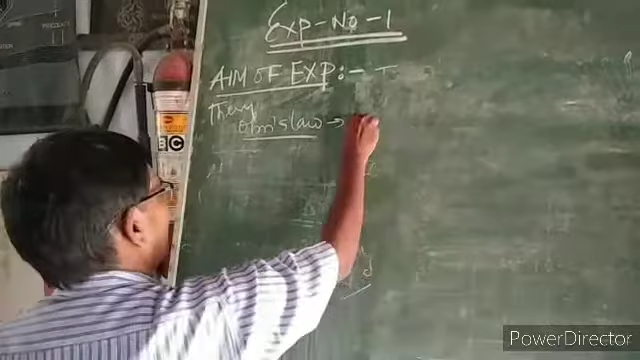 Exp-No-1
AIM OF EXP:-
Theory
Ohm's law →
PowerDirector